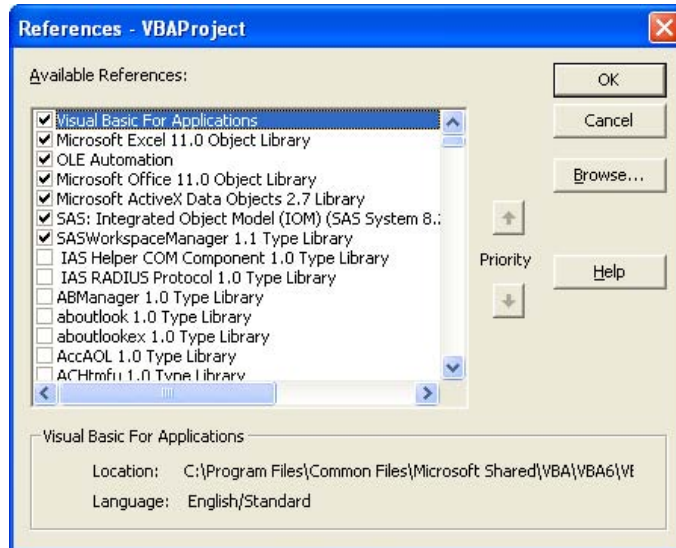 References - VBAProject
Available References:
Visual Basic For Applications
Microsoft Excel 11.0 Object Library
OLE Automation
Microsoft Office 11.0 Object Library
Microsoft ActiveX Data Objects 2.7 Library
SAS: Integrated Object Model (IOM) (SAS System 8.
SASWorkspaceManager 1.1 Type Library
IAS Helper COM Component 1.0 Type Library
IAS RADIUS Protocol 1.0 Type Library
ABManager 1.0 Type Library
aboutlook 1.0 Type Library
aboutlookex 1.0 Type Library
AccAOL 1.0 Type Library
ACHtmfu 1.0 Type Library
OK
Cancel
Browse...
Priority
Help
Visual Basic For Applications
Location: C:\Program Files\Common Files\Microsoft Shared\VBA\VBA6\VE
Language: English/Standard